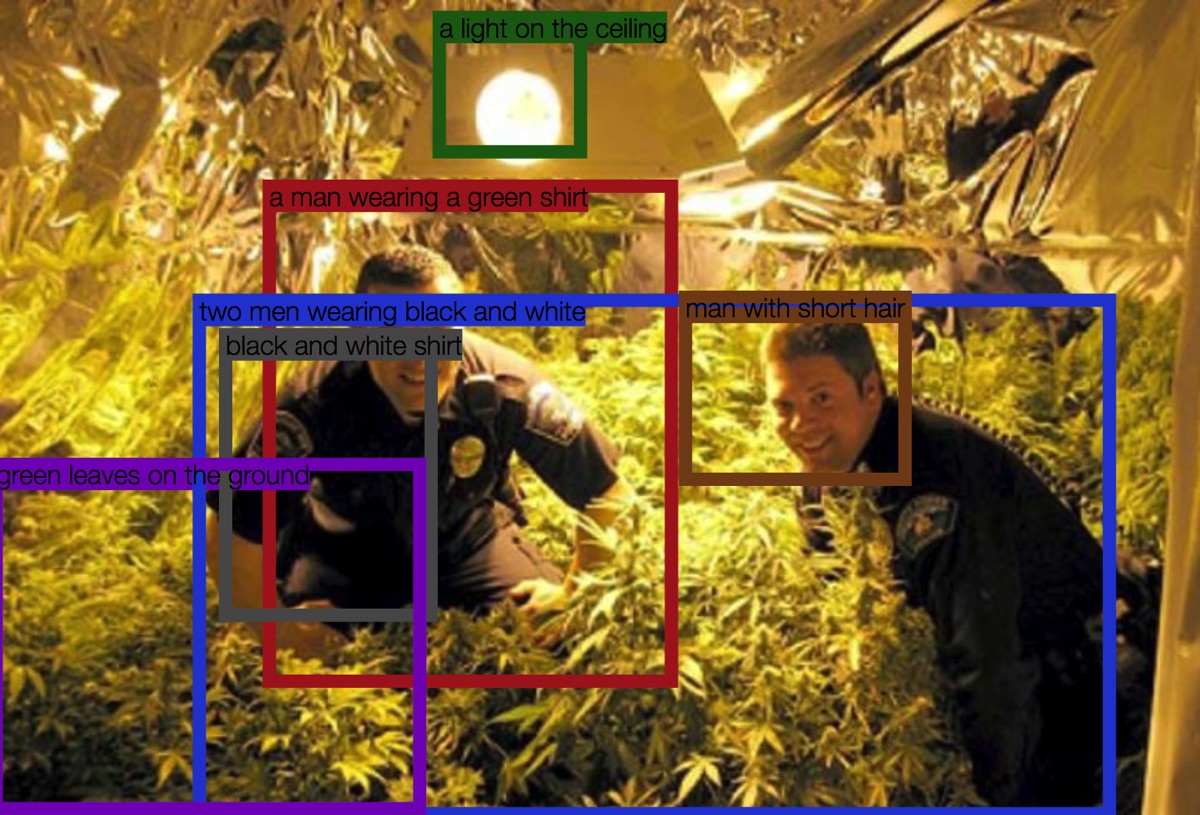 a light on the ceiling
a man wearing a green shirt
two men wearing black and white
man with short hair
black and white shirt
green leaves on the ground